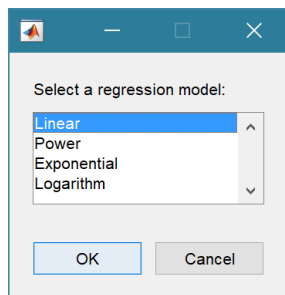 Select a regression model:
Linear
Power
Exponential
Logarithm
OK Cancel